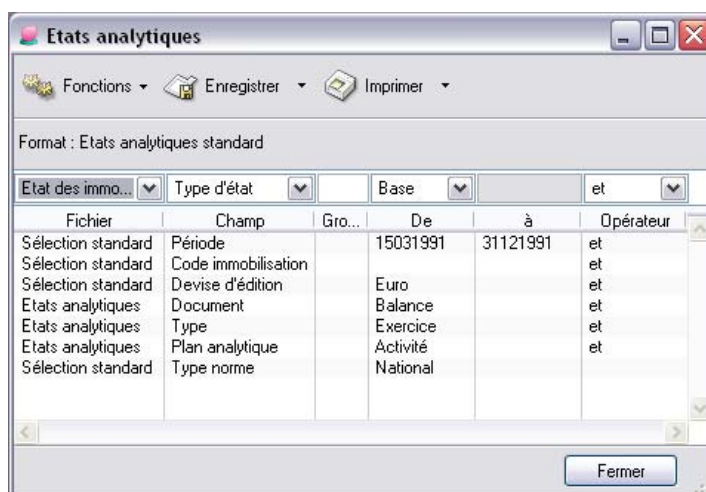 Etats analytiques
Fonctions Enregistrer Imprimer
Format : Etats analytiques standard
Etat des immo... Type d'état Base et
Fichier Champ Gro... De à Opérateur
Sélection standard Période 15031991 31121991 et
Sélection standard Code immobilisation et
Sélection standard Devise d'édition Euro et
Etats analytiques Document Balance et
Etats analytiques Type Exercice et
Etats analytiques Plan analytique Activité et
Sélection standard Type norme National
Fermer